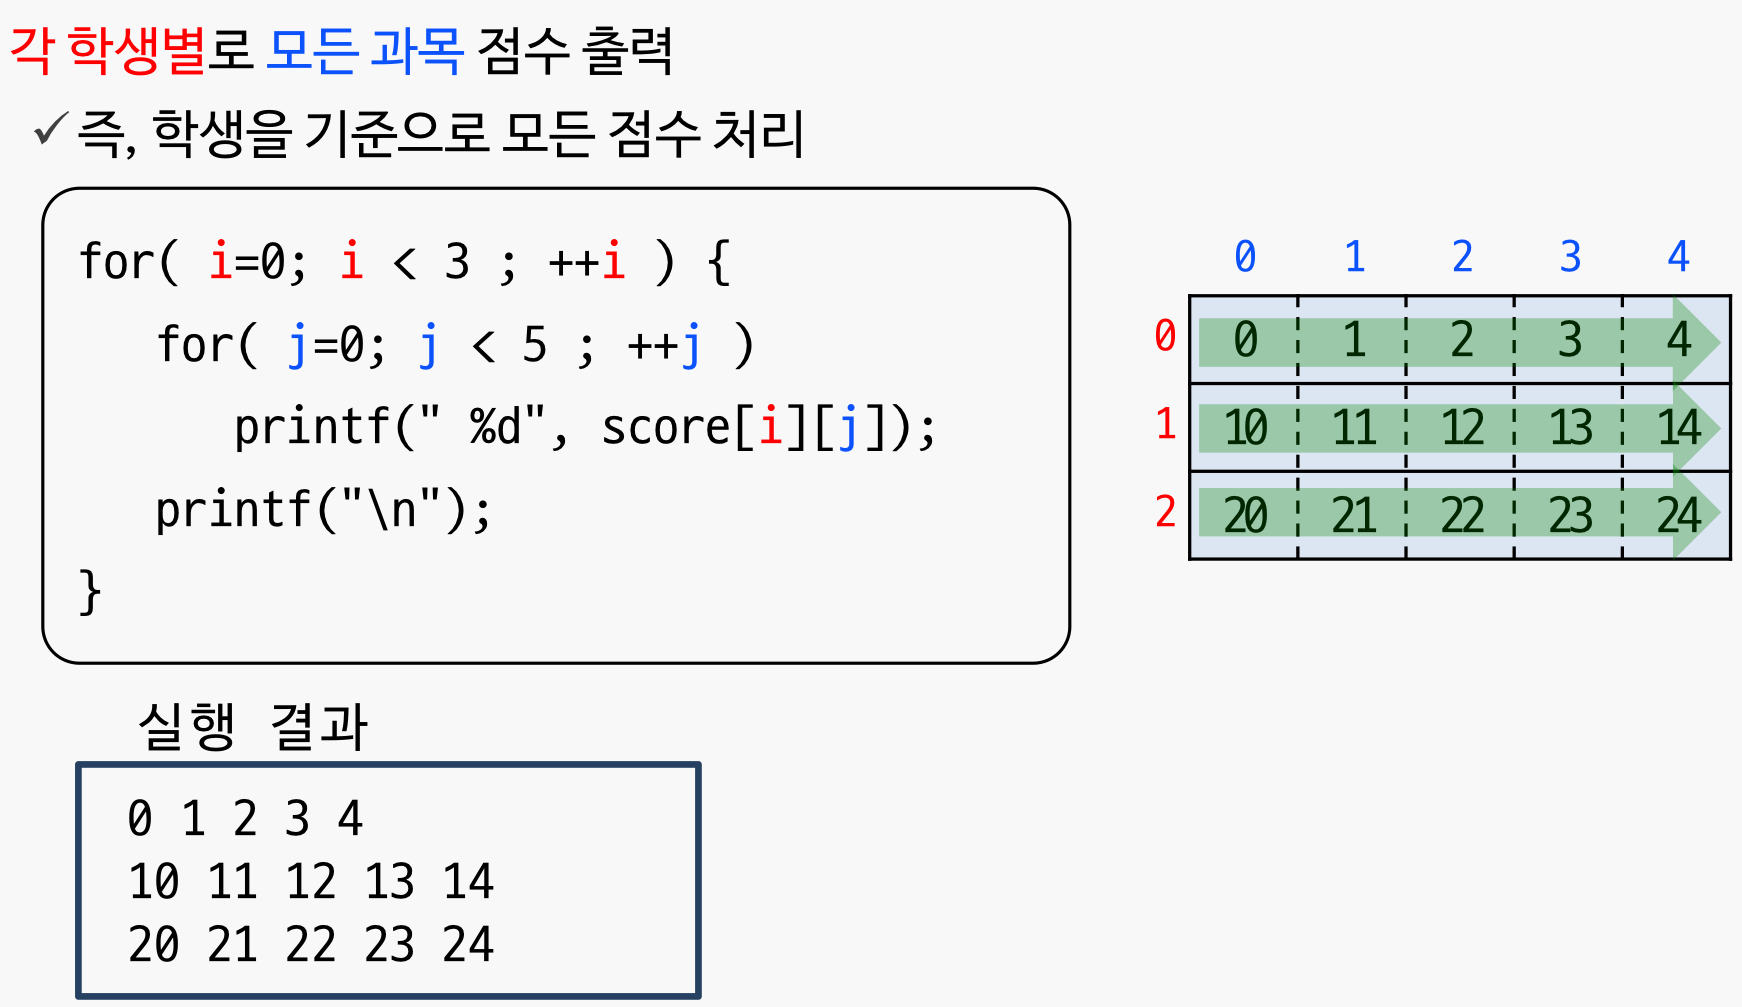 각 학생별로 모든 과목 점수 출력
✓ 즉, 학생을 기준으로 모든 점수 처리
for( i=0; i < 3 ; ++i ) {
   for( j=0; j < 5 ; ++j )
      printf(" %d", score[i][j]);
   printf("\n");
}
0 1 2 3 4
0 0 1 2 3 4
1 10 11 12 13 14
2 20 21 22 23 24
실행 결과
0 1 2 3 4
10 11 12 13 14
20 21 22 23 24